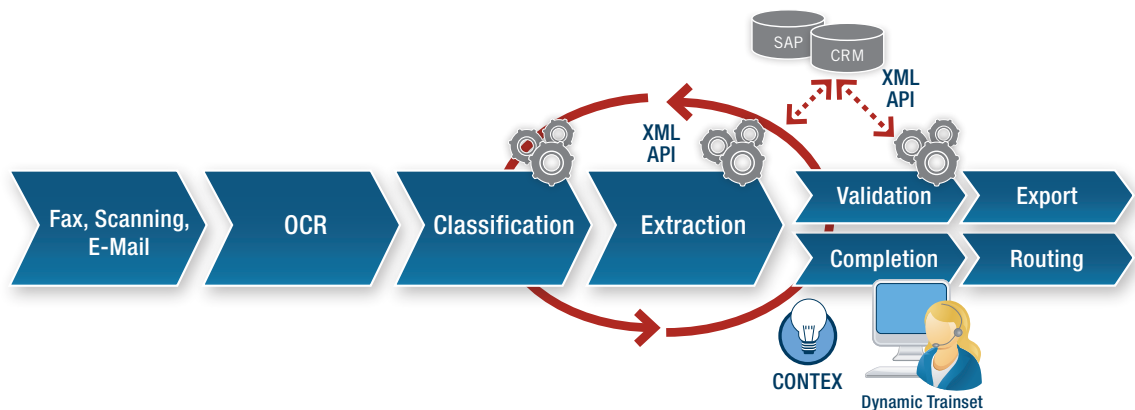 SAP
CRM
XML
API
XML
API
Fax, Scanning,
E-Mail
OCR
Classification
Extraction
Validation
Export
Completion
Routing
CONTEX
Dynamic Trainset